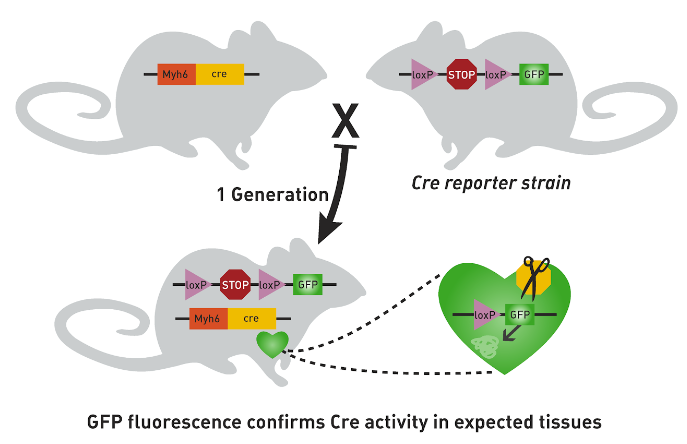 Myh6 cre
loxP STOP loxP GFP
X
Cre reporter strain
1 Generation
loxP STOP loxP GFP
Myh6 cre
loxP GFP
GFP fluorescence confirms Cre activity in expected tissues